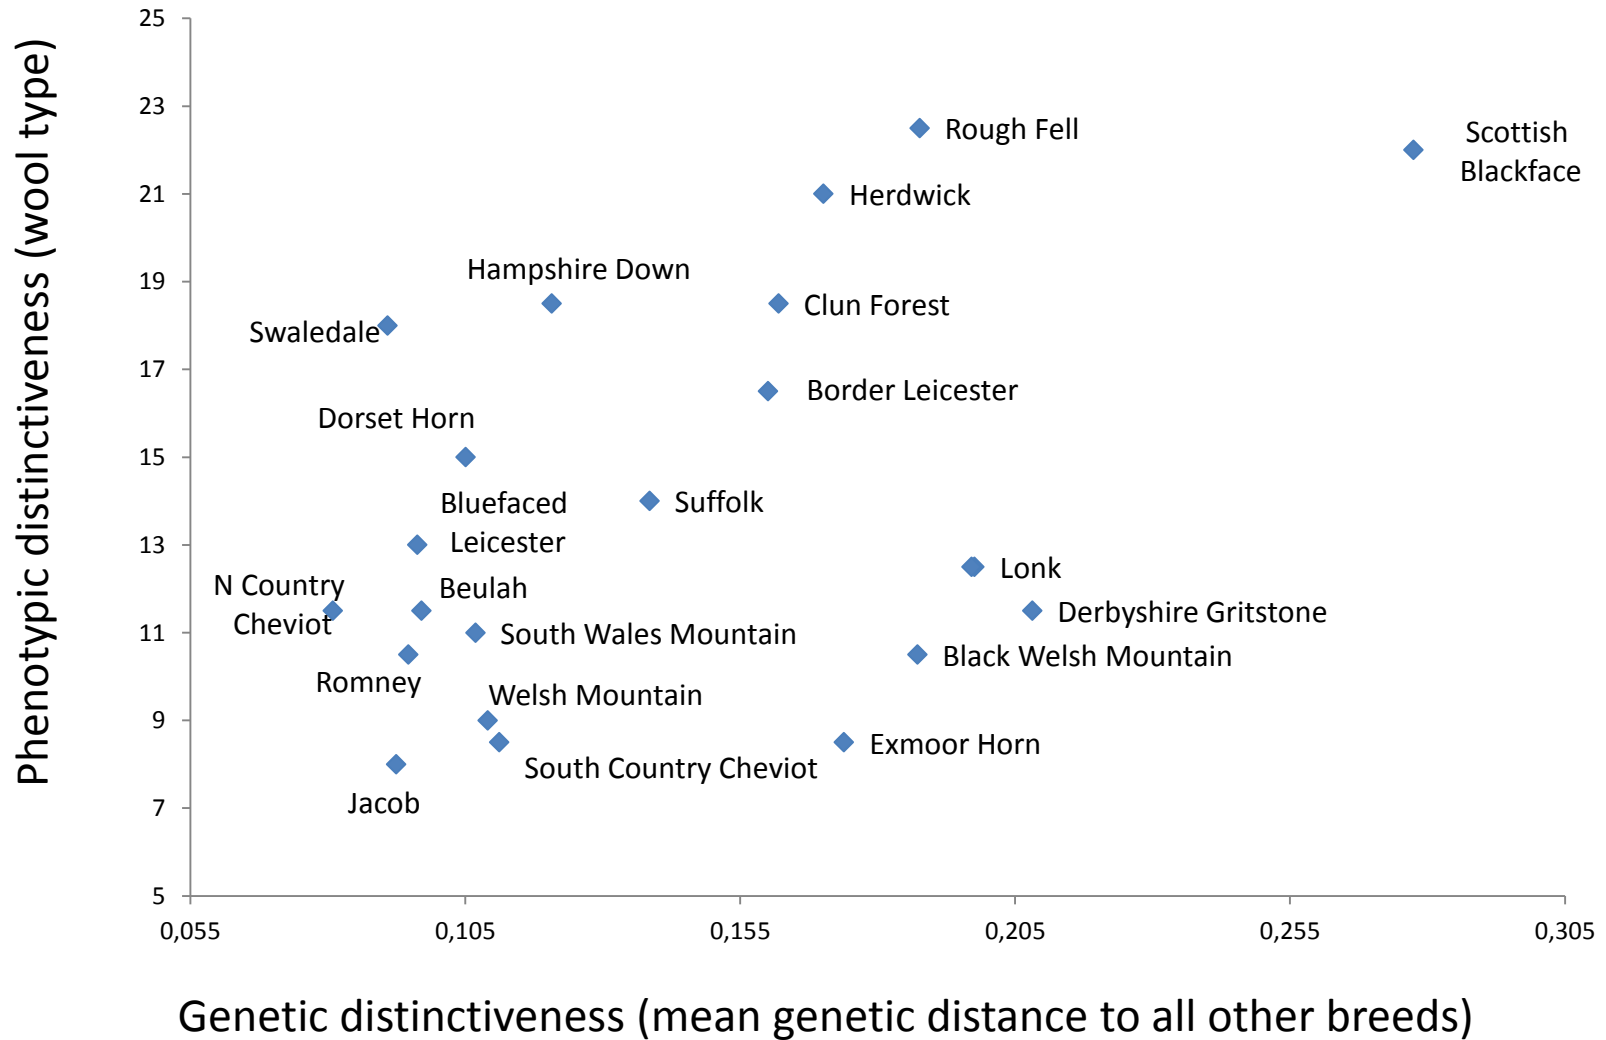 Phenotypic distinctiveness (wool type)
25
23
21
19
17
15
13
11
9
7
5
Rough Fell
Scottish
Blackface
Herdwick
Hampshire Down
Clun Forest
Swaledale
Border Leicester
Dorset Horn
Bluefaced
Leicester
Suffolk
N Country
Cheviot
Beulah
Lonk
Derbyshire Gritstone
South Wales Mountain
Black Welsh Mountain
Romney
Welsh Mountain
Exmoor Horn
South Country Cheviot
Jacob
0,055
0,105
0,155
0,205
0,255
0,305
Genetic distinctiveness (mean genetic distance to all other breeds)